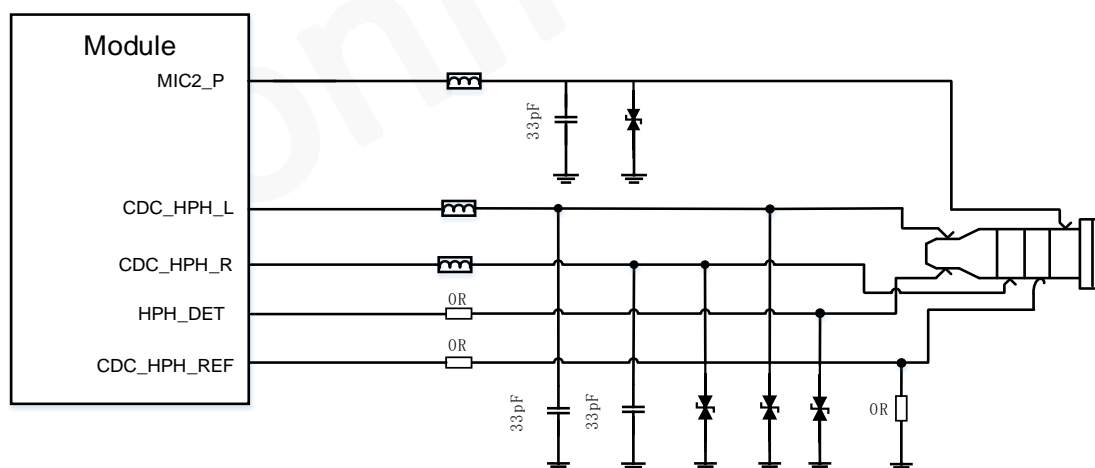 Module
MIC2_P
33pF
CDC_HPH_L
CDC_HPH_R
HPH_DET
0R
0R
CDC_HPH_REF
33pF
33pF
0R